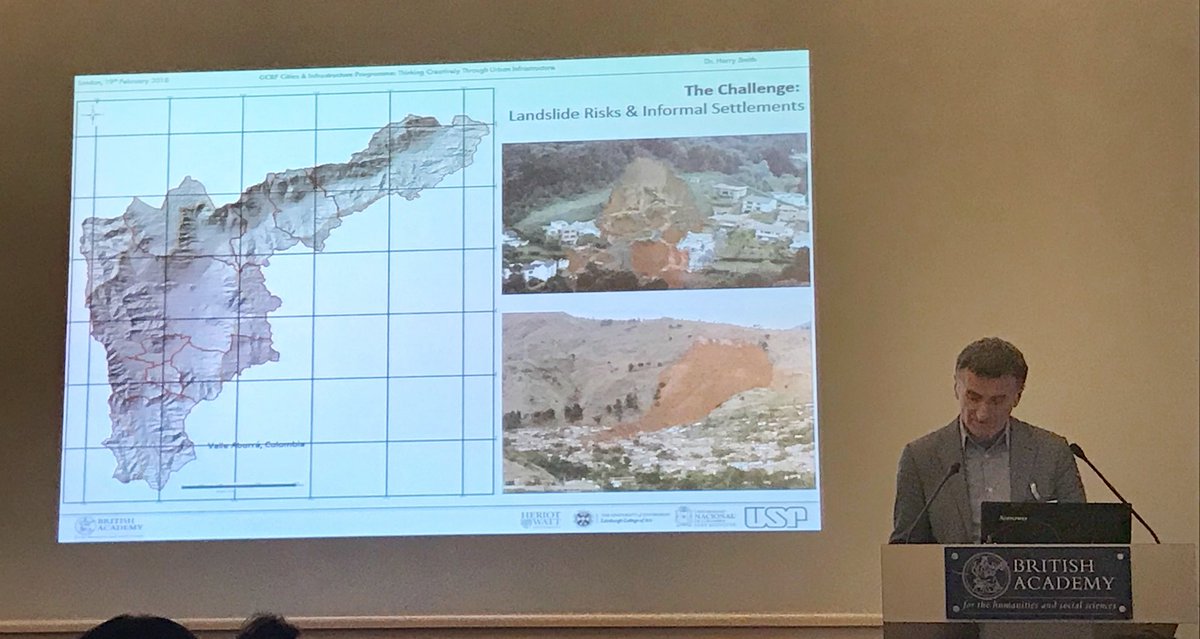 London, 19th February 2018
GCRF Cities & Infrastructure Programme: Thinking Creatively Through Urban Infrastructure
Dr. Harry Smith
The Challenge:
Landslide Risks & Informal Settlements
Valle Aburrá, Colombia
BRITISH
ACADEMY
HERIOT
WATT
THE UNIVERSITY of EDINBURGH
Edinburgh College of Art
UNIVERSIDAD
NACIONAL
DE COLOMBIA
USP
BRITISH
ACADEMY
for the humanities and social sciences